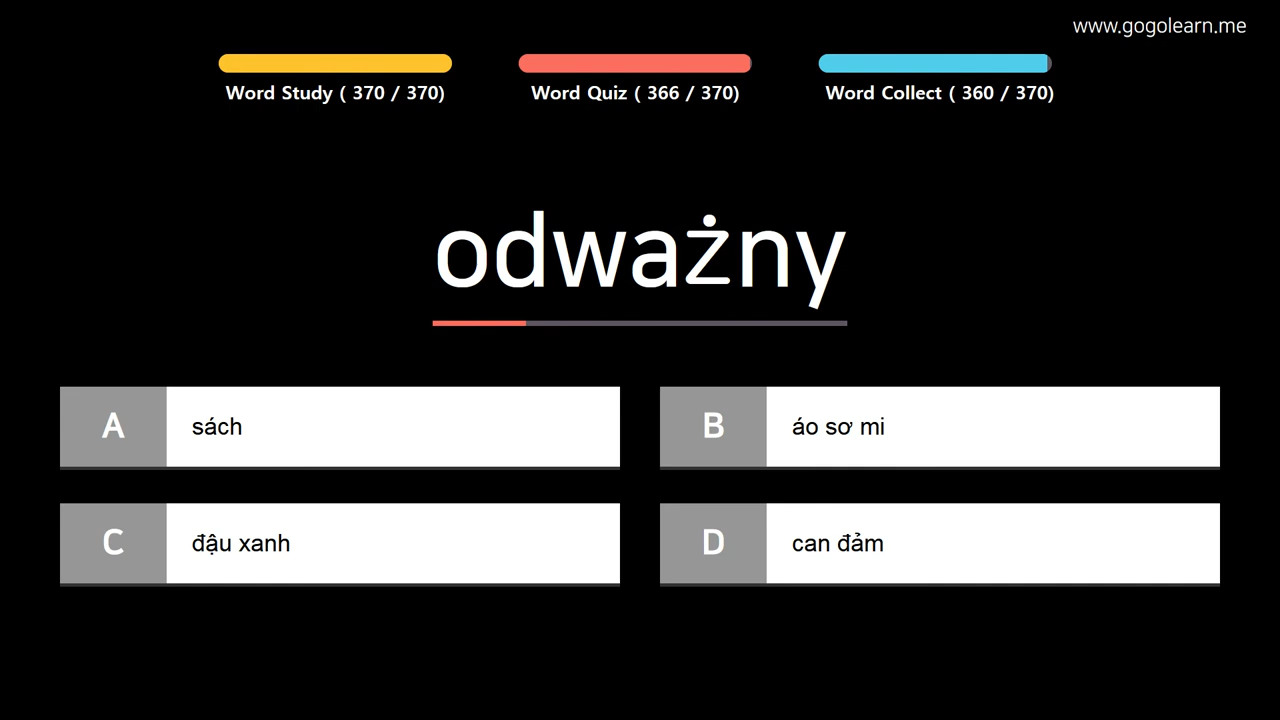 www.gogolearn.me
Word Study ( 370 / 370)
Word Quiz ( 366 / 370)
Word Collect ( 360 / 370)
odważny
A
sách
B
áo sơ mi
C
đậu xanh
D
can đảm